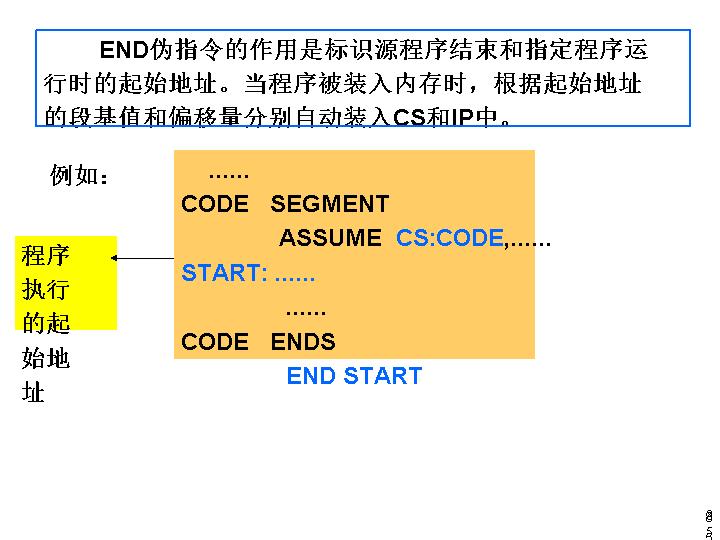 END伪指令的作用是标识源程序结束和指定程序运
行时的起始地址。当程序被装入内存时，根据起始地址
的段基值和偏移量分别自动装入CS和IP中。
例如：
……
CODE SEGMENT
ASSUME CS:CODE,……
START: ……
……
CODE ENDS
END START
程序
执行
的起
始地
址